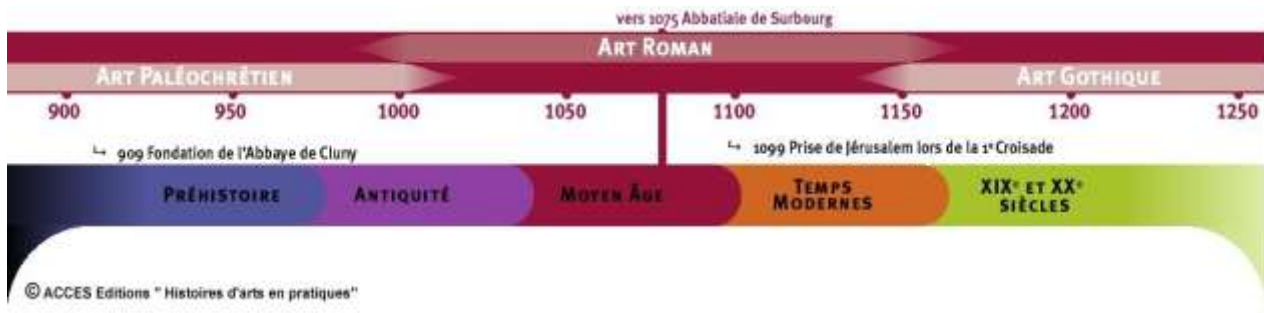 vers 1075 Abbatiale de Surbourg
ART ROMAN
ART PALÉOCHRÉTIEN ART GOTHIQUE
900 950 1000 1050 1100 1150 1200 1250
↪ 909 Fondation de l'Abbaye de Cluny ↪ 1099 Prise de Jérusalem lors de la 1e Croisade
PRÉHISTOIRE ANTIQUITÉ MOYEN ÂGE TEMPS MODERNES XIXe ET XXe SIÈCLES
© ACCES Editions " Histoires d'arts en pratiques"